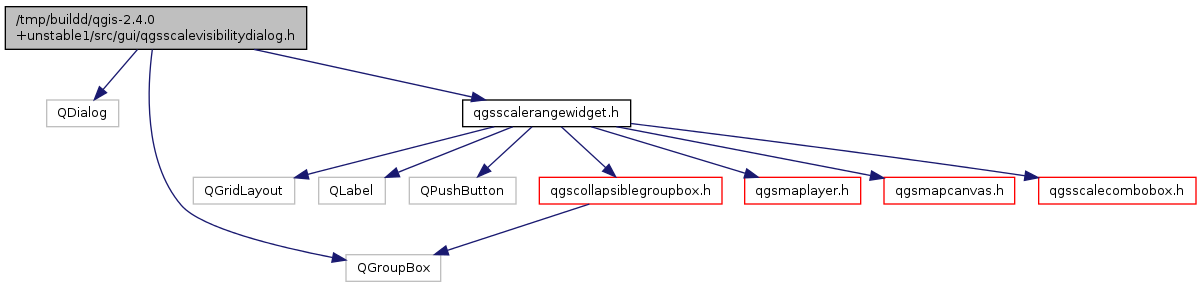 /tmp/buildd/qgis-2.4.0
+unstable1/src/gui/qgsscalevisibilitydialog.h
QDialog
qgsscalerangewidget.h
QGridLayout
QLabel
QPushButton
qgscollapsiblegroupbox.h
qgsmaplayer.h
qgsmapcanvas.h
qgsscalecombobox.h
QGroupBox